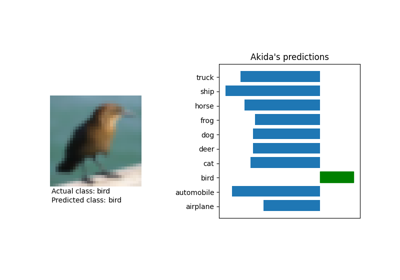 Akida's predictions
truck
ship
horse
frog
dog
deer
cat
bird
automobile
airplane
Actual class: bird
Predicted class: bird